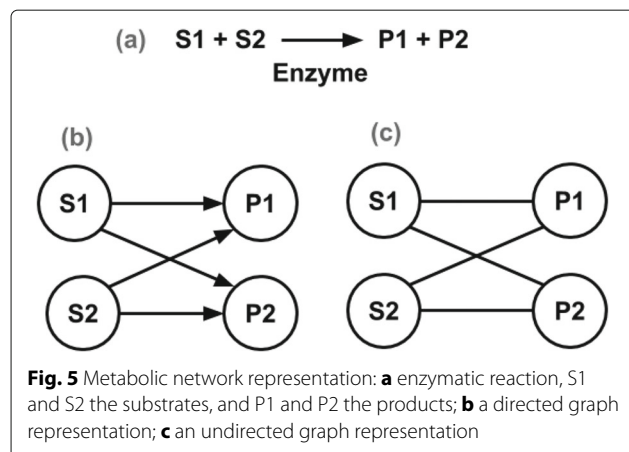 (a) S1 + S2 ⟶ P1 + P2
Enzyme
(b) (c)
S1 P1 S1 P1
S2 P2 S2 P2
Fig. 5 Metabolic network representation: a enzymatic reaction, S1
and S2 the substrates, and P1 and P2 the products; b a directed graph
representation; c an undirected graph representation